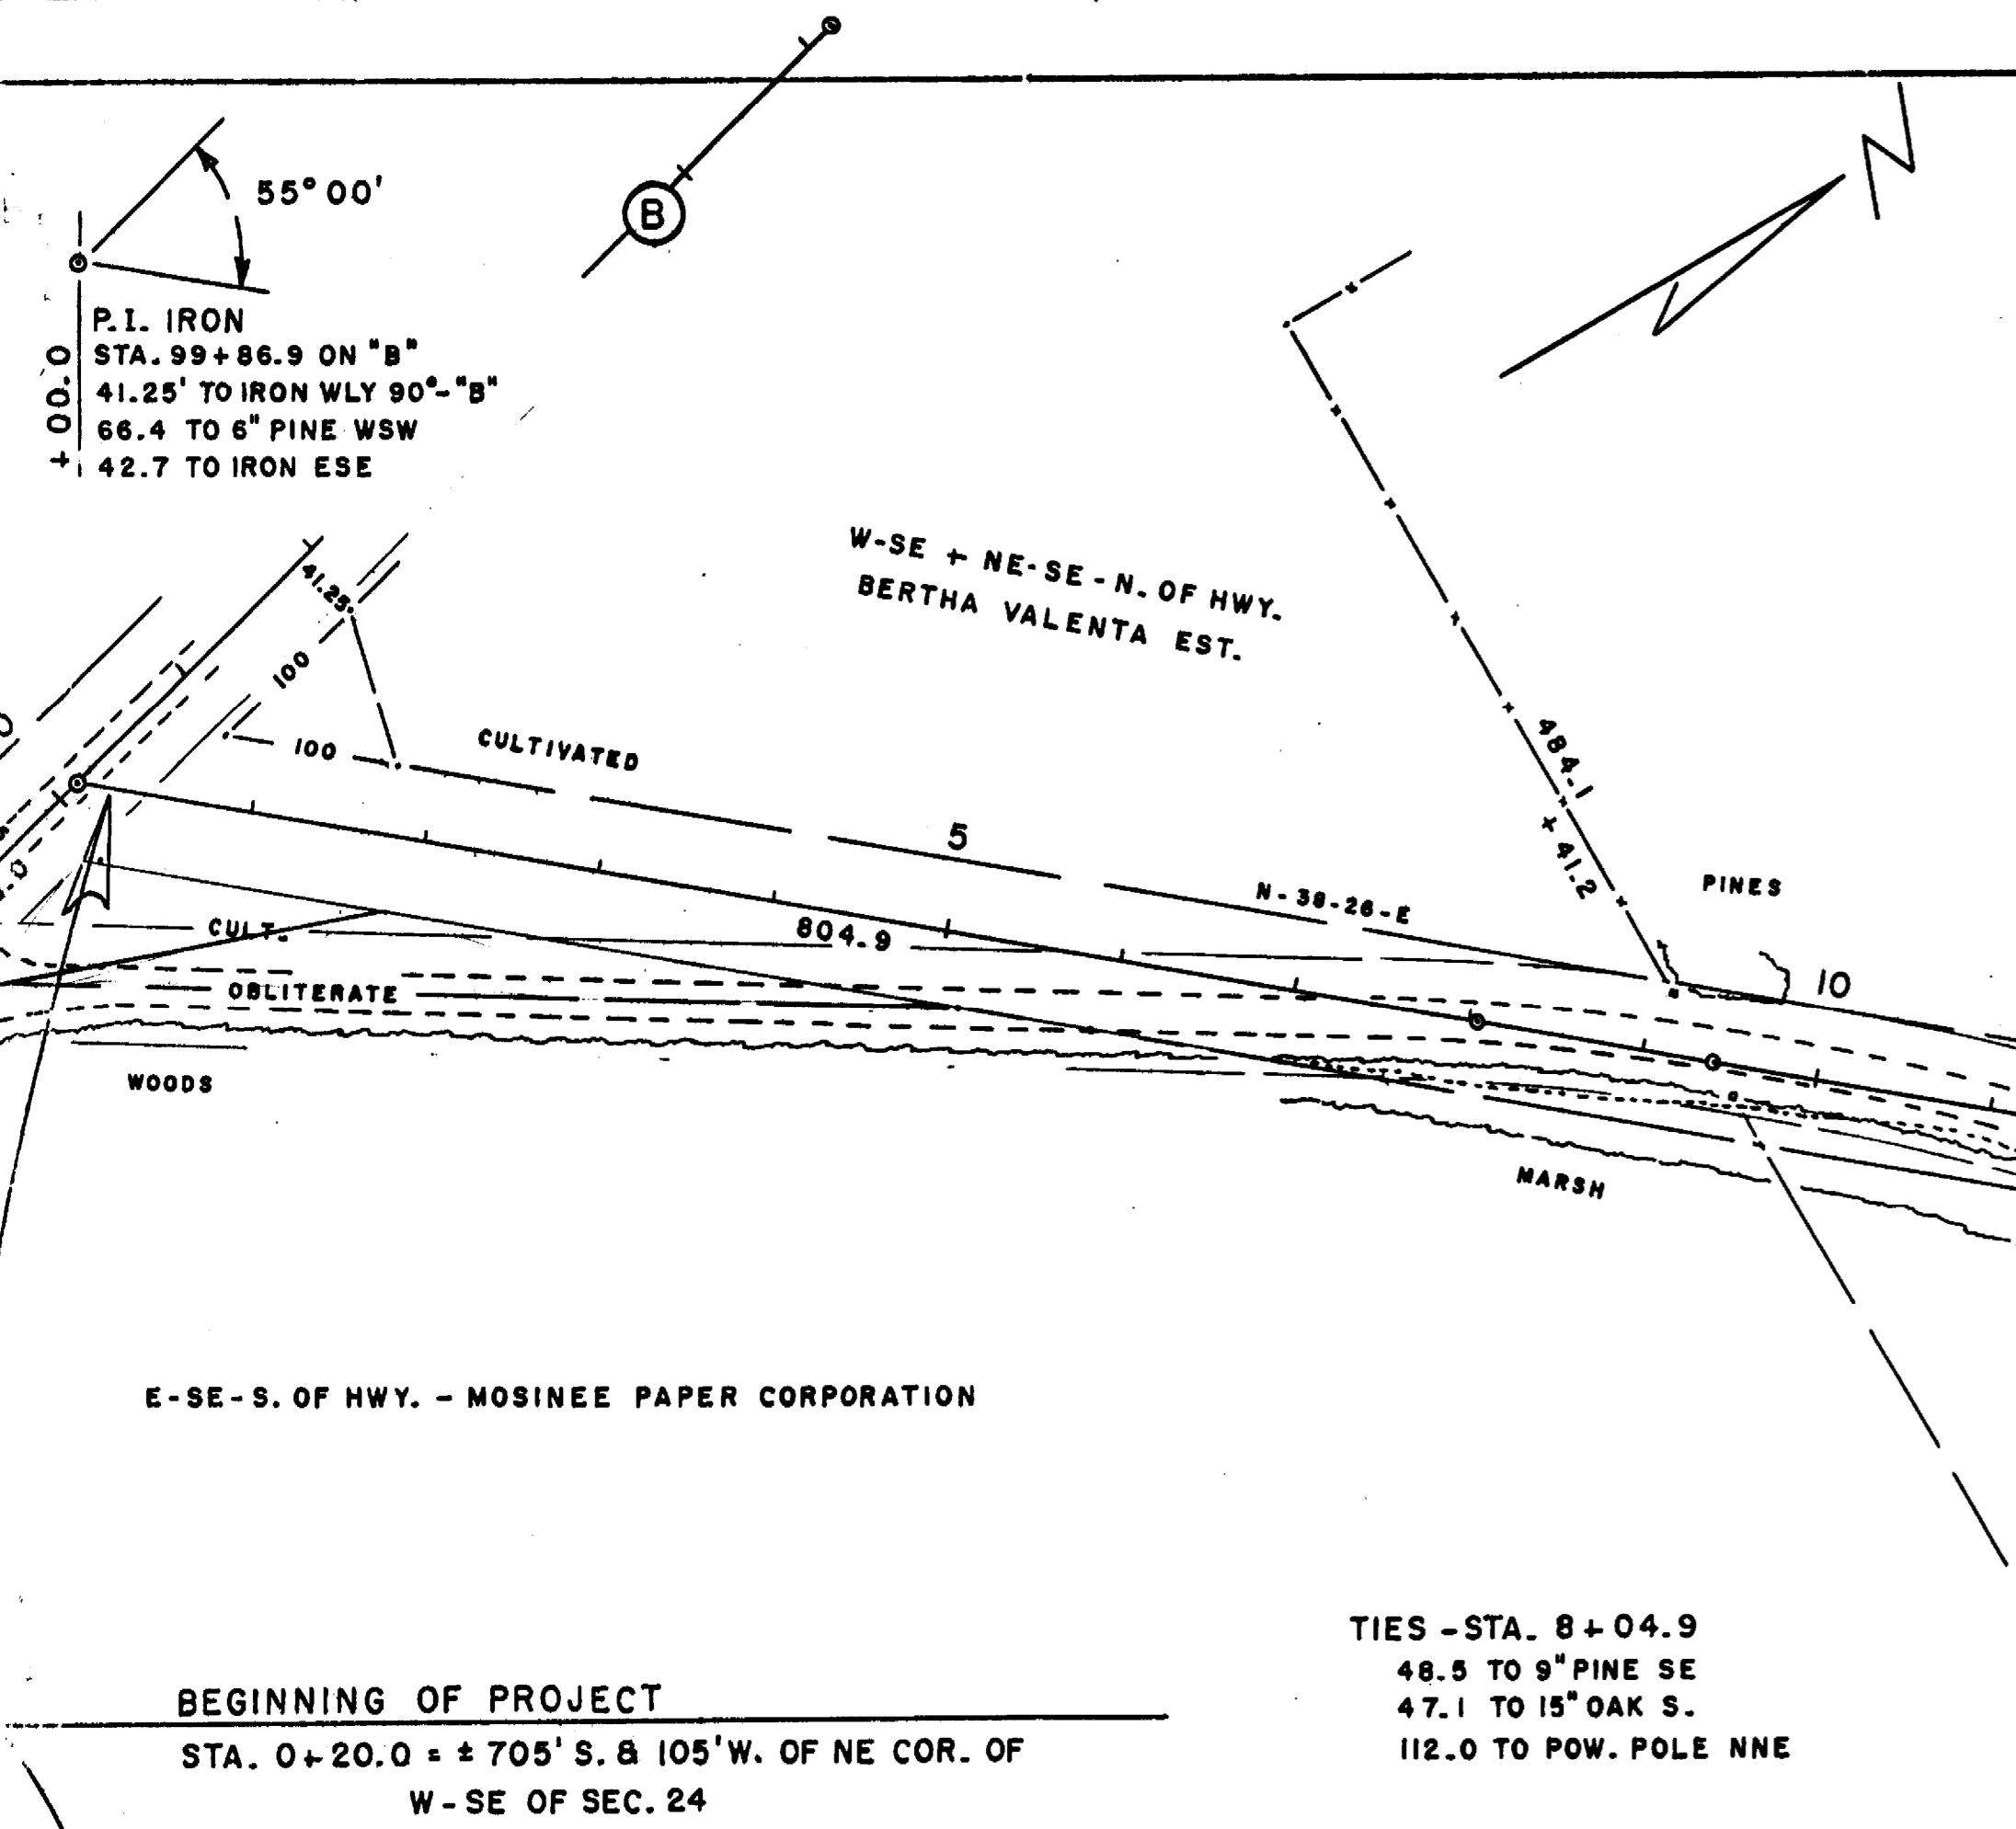 N
55°00'
B
P.I. IRON
STA. 99+86.9 ON "B"
41.25' TO IRON WLY 90°-"B"
66.4 TO 6" PINE WSW
42.7 TO IRON ESE
+00.0
W-SE + NE-SE-N. OF HWY.
BERTHA VALENTA EST.
41.25'
100
100
CULTIVATED
484.1
41.2
5
N-38-26-E
PINES
CULT.
804.9
10
OBLITERATE
WOODS
MARSH
E-SE-S. OF HWY. - MOSINEE PAPER CORPORATION
TIES -STA. 8+04.9
48.5 TO 9" PINE SE
47.1 TO 15" OAK S.
112.0 TO POW. POLE NNE
BEGINNING OF PROJECT
STA. 0+20.0 = ± 705' S. & 105' W. OF NE COR. OF
W-SE OF SEC. 24